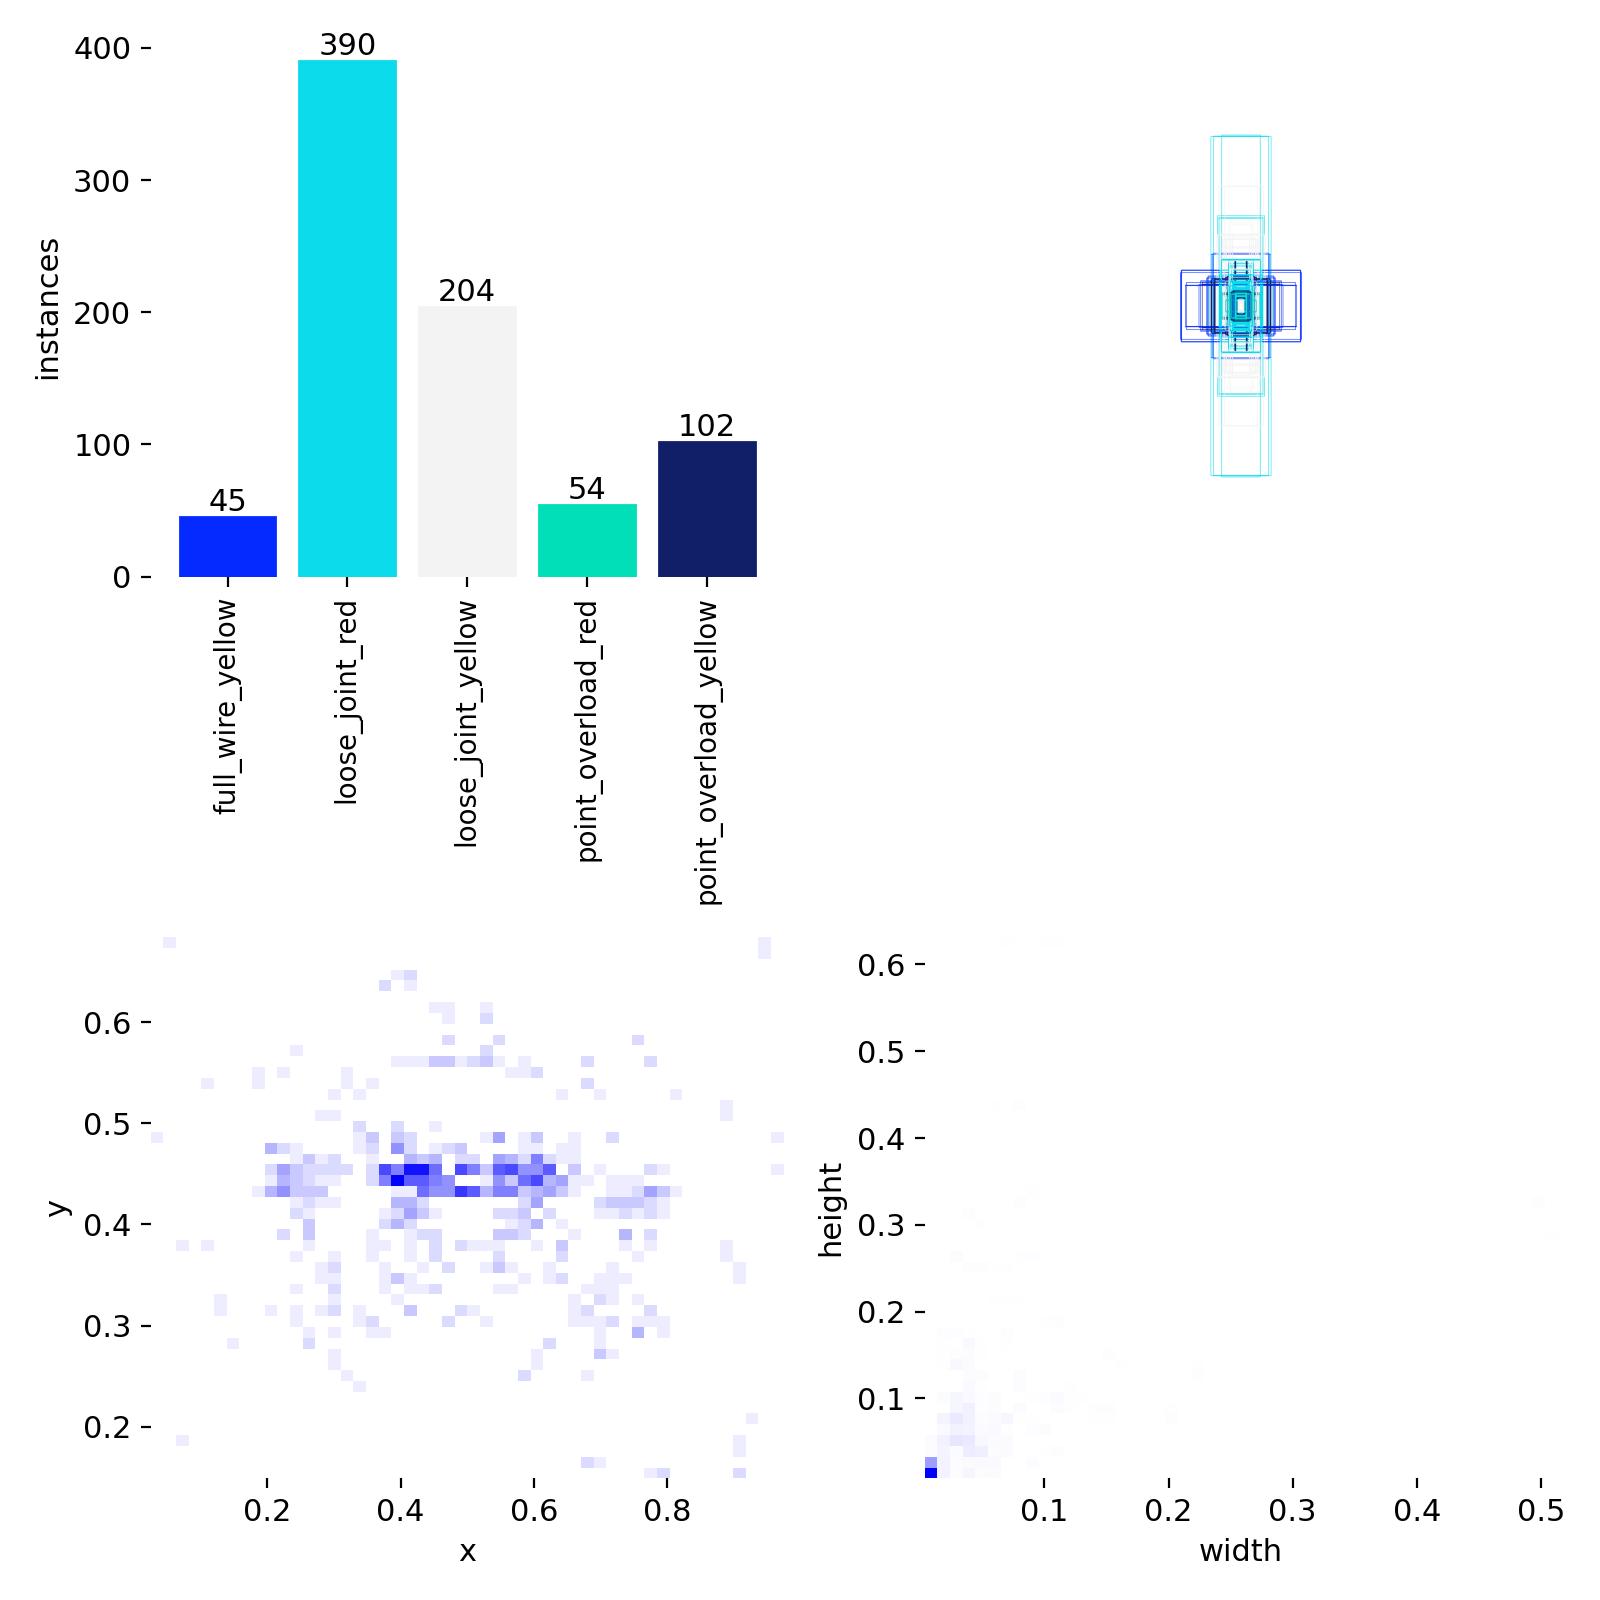 400
300
200
100
0
instances
45
390
204
54
102
full_wire_yellow
loose_joint_red
loose_joint_yellow
point_overload_red
point_overload_yellow
0.6
0.5
0.4
0.3
0.2
y
0.2 0.4 0.6 0.8
x
0.6
0.5
0.4
0.3
0.2
0.1
height
0.1 0.2 0.3 0.4 0.5
width